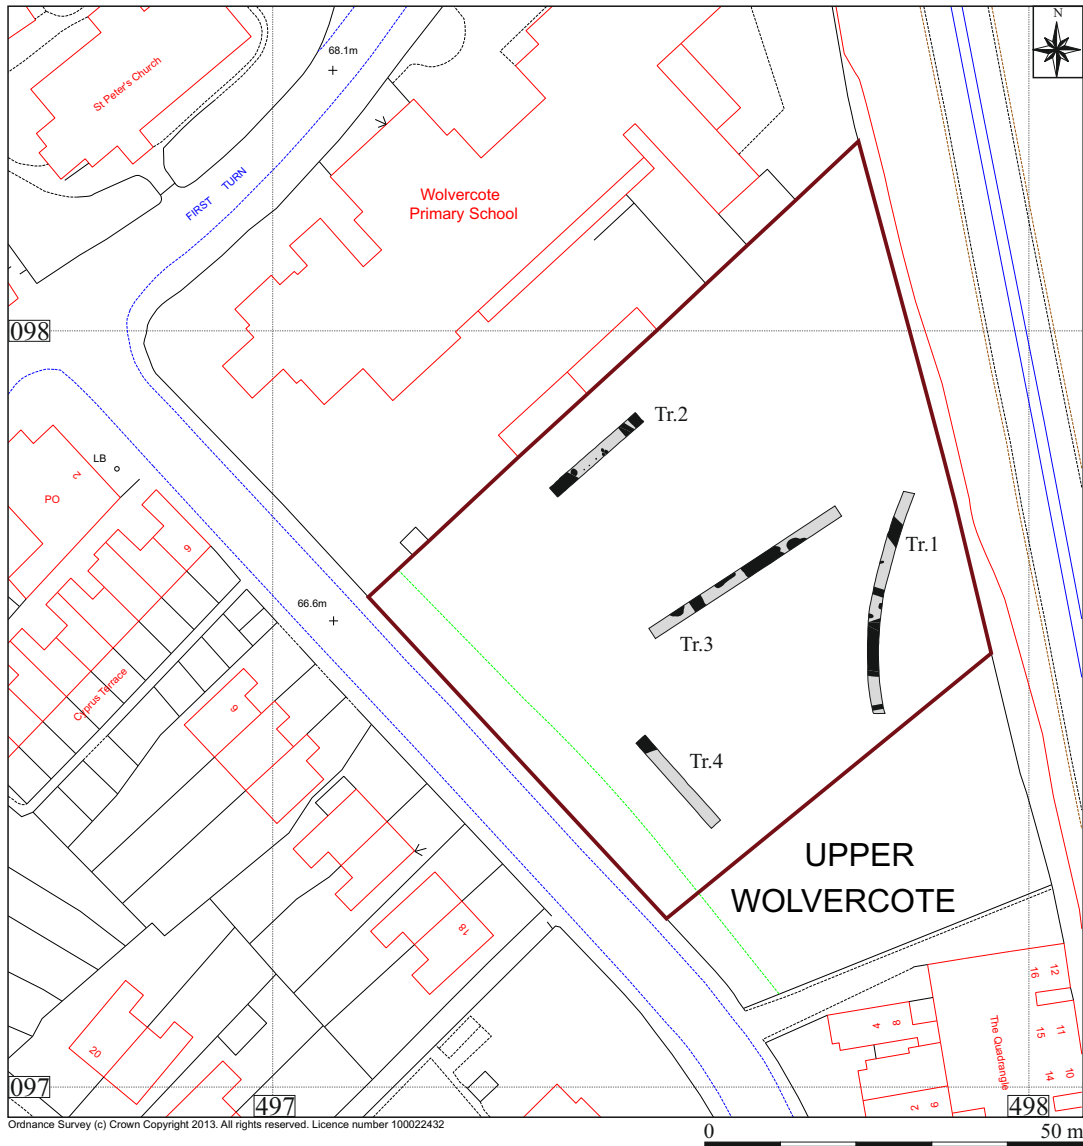 N
68.1m
St Peter's Church
FIRST TURN
Wolvercote
Primary School
098
Tr.2
LB
2
PO
9
Tr.1
66.6m
Tr.3
Cyprus Terrace
9
Tr.4
UPPER
WOLVERCOTE
18
12
16
The Quadrangle
8
4
11
15
20
10
14
097
2
9
497
498
Ordnance Survey (c) Crown Copyright 2013. All rights reserved. Licence number 100022432
0 50 m